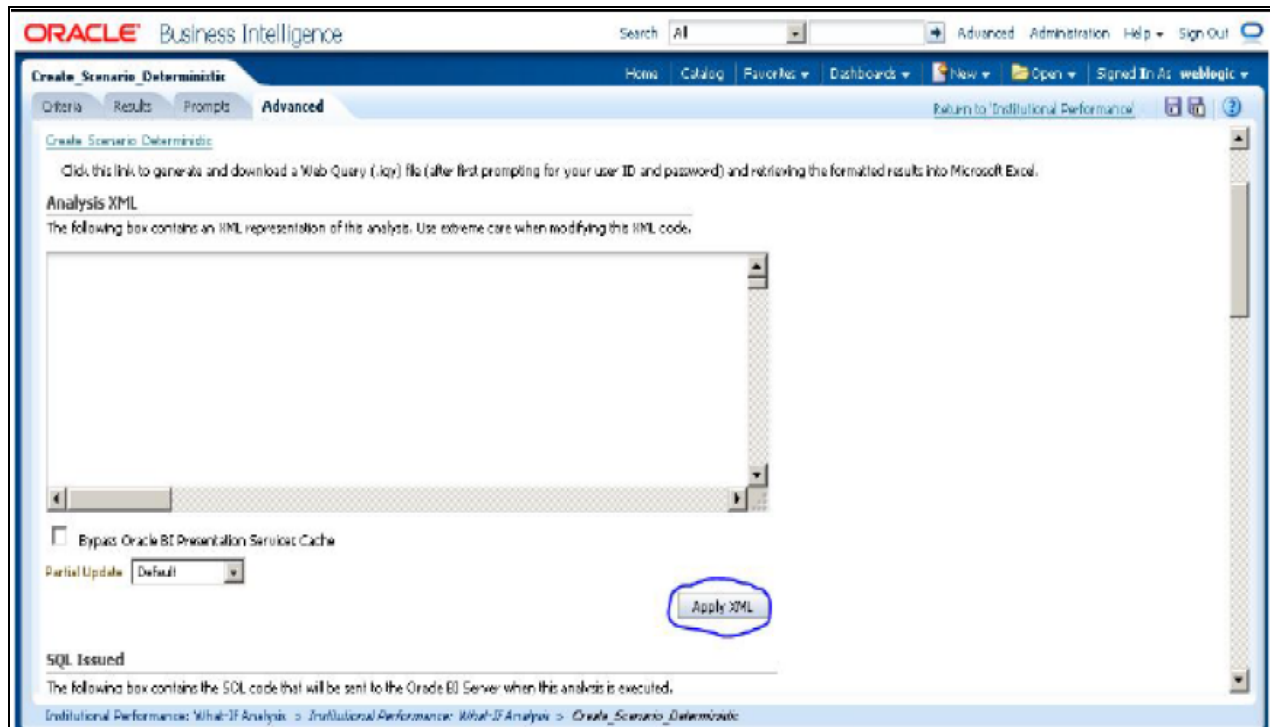 ORACLE Business Intelligence Search All Advanced Administration Help Sign Out
Create_Scenario_Deterministic Home Catalog Favorites Dashboards New Open Signed In As weblogic
Criteria Results Prompts Advanced Return to 'Institutional Performance'
Create Scenario Deterministic
Click this link to generate and download a Web Query (.iqy) file (after first prompting for your user ID and password) and retrieving the formatted results into Microsoft Excel.
Analysis XML
The following box contains an XML representation of this analysis. Use extreme care when modifying this XML code.
Bypass Oracle BI Presentation Services Cache
Partial Update Default
Apply XML
SQL Issued
The following box contains the SQL code that will be sent to the Oracle BI Server when this analysis is executed.
Institutional Performance: What-If Analysis > Institutional Performance: What-If Analysis > Create_Scenario_Deterministic